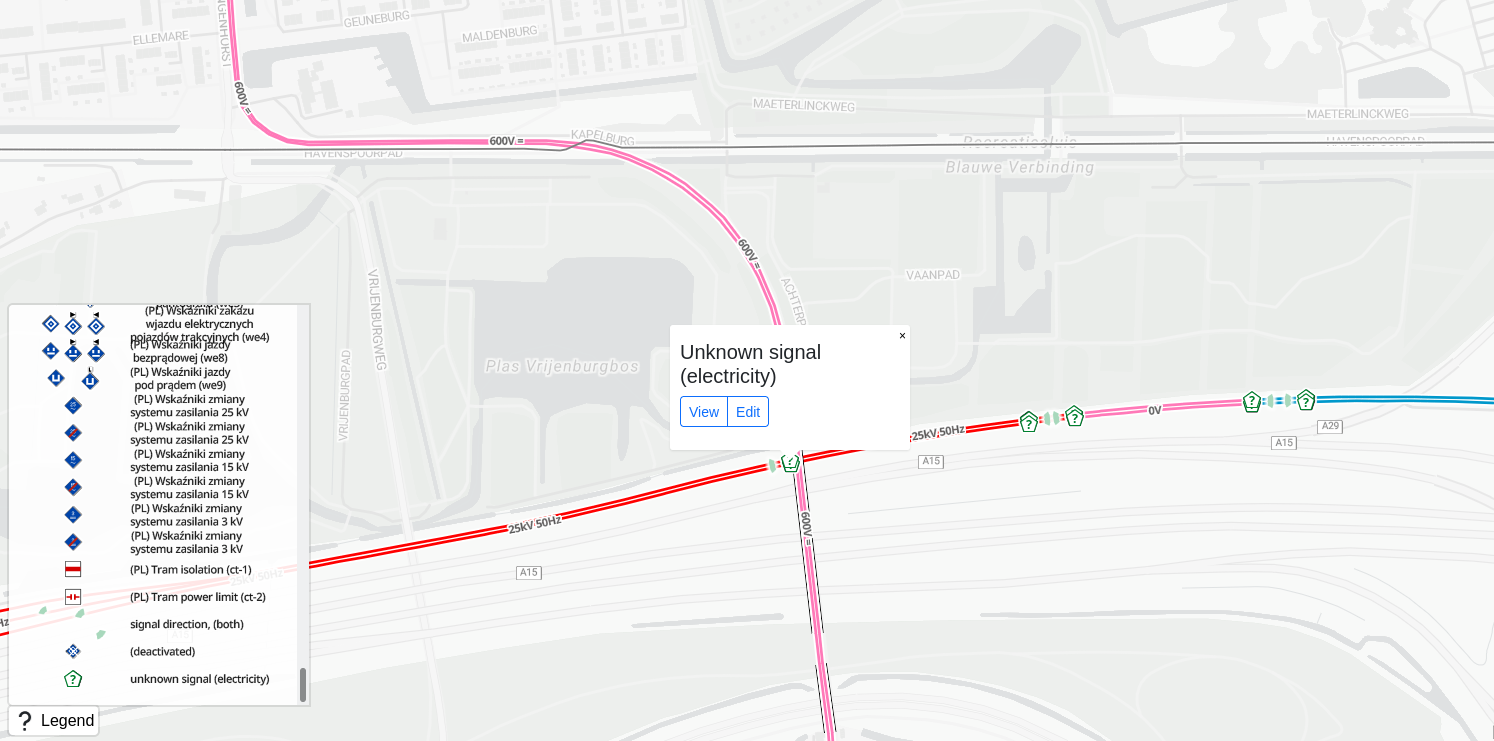 GEUNEBURG
ELLEMARE
MALDENBURG
600V =
MAETERLINCKWEG
MAETERLINCKWEG
600V =
KAPELBURG
HAVENSPOORPAD
Recreatiesluis
HAVENSPOORPAD
Blauwe Verbinding
600V =
VRIJENBURGWEG
VAANPAD
Plas Vrijenburgbos
VRIJENBURGPAD
×
Unknown signal
(electricity)
View Edit
0V
25kV 50Hz
A29
A15
A15
25kV 50Hz
600V =
A15
(PL) Wskaźniki zakazu
wjazdu elektrycznych
pojazdów trakcyjnych (we4)
(PL) Wskaźniki jazdy
bezprądowej (we8)
(PL) Wskaźniki jazdy
pod prądem (we9)
(PL) Wskaźniki zmiany
systemu zasilania 25 kV
(PL) Wskaźniki zmiany
systemu zasilania 25 kV
(PL) Wskaźniki zmiany
systemu zasilania 15 kV
(PL) Wskaźniki zmiany
systemu zasilania 15 kV
(PL) Wskaźniki zmiany
systemu zasilania 3 kV
(PL) Wskaźniki zmiany
systemu zasilania 3 kV
(PL) Tram isolation (ct-1)
25kV 50Hz
(PL) Tram power limit (ct-2)
signal direction, (both)
A15
(deactivated)
unknown signal (electricity)
? Legend